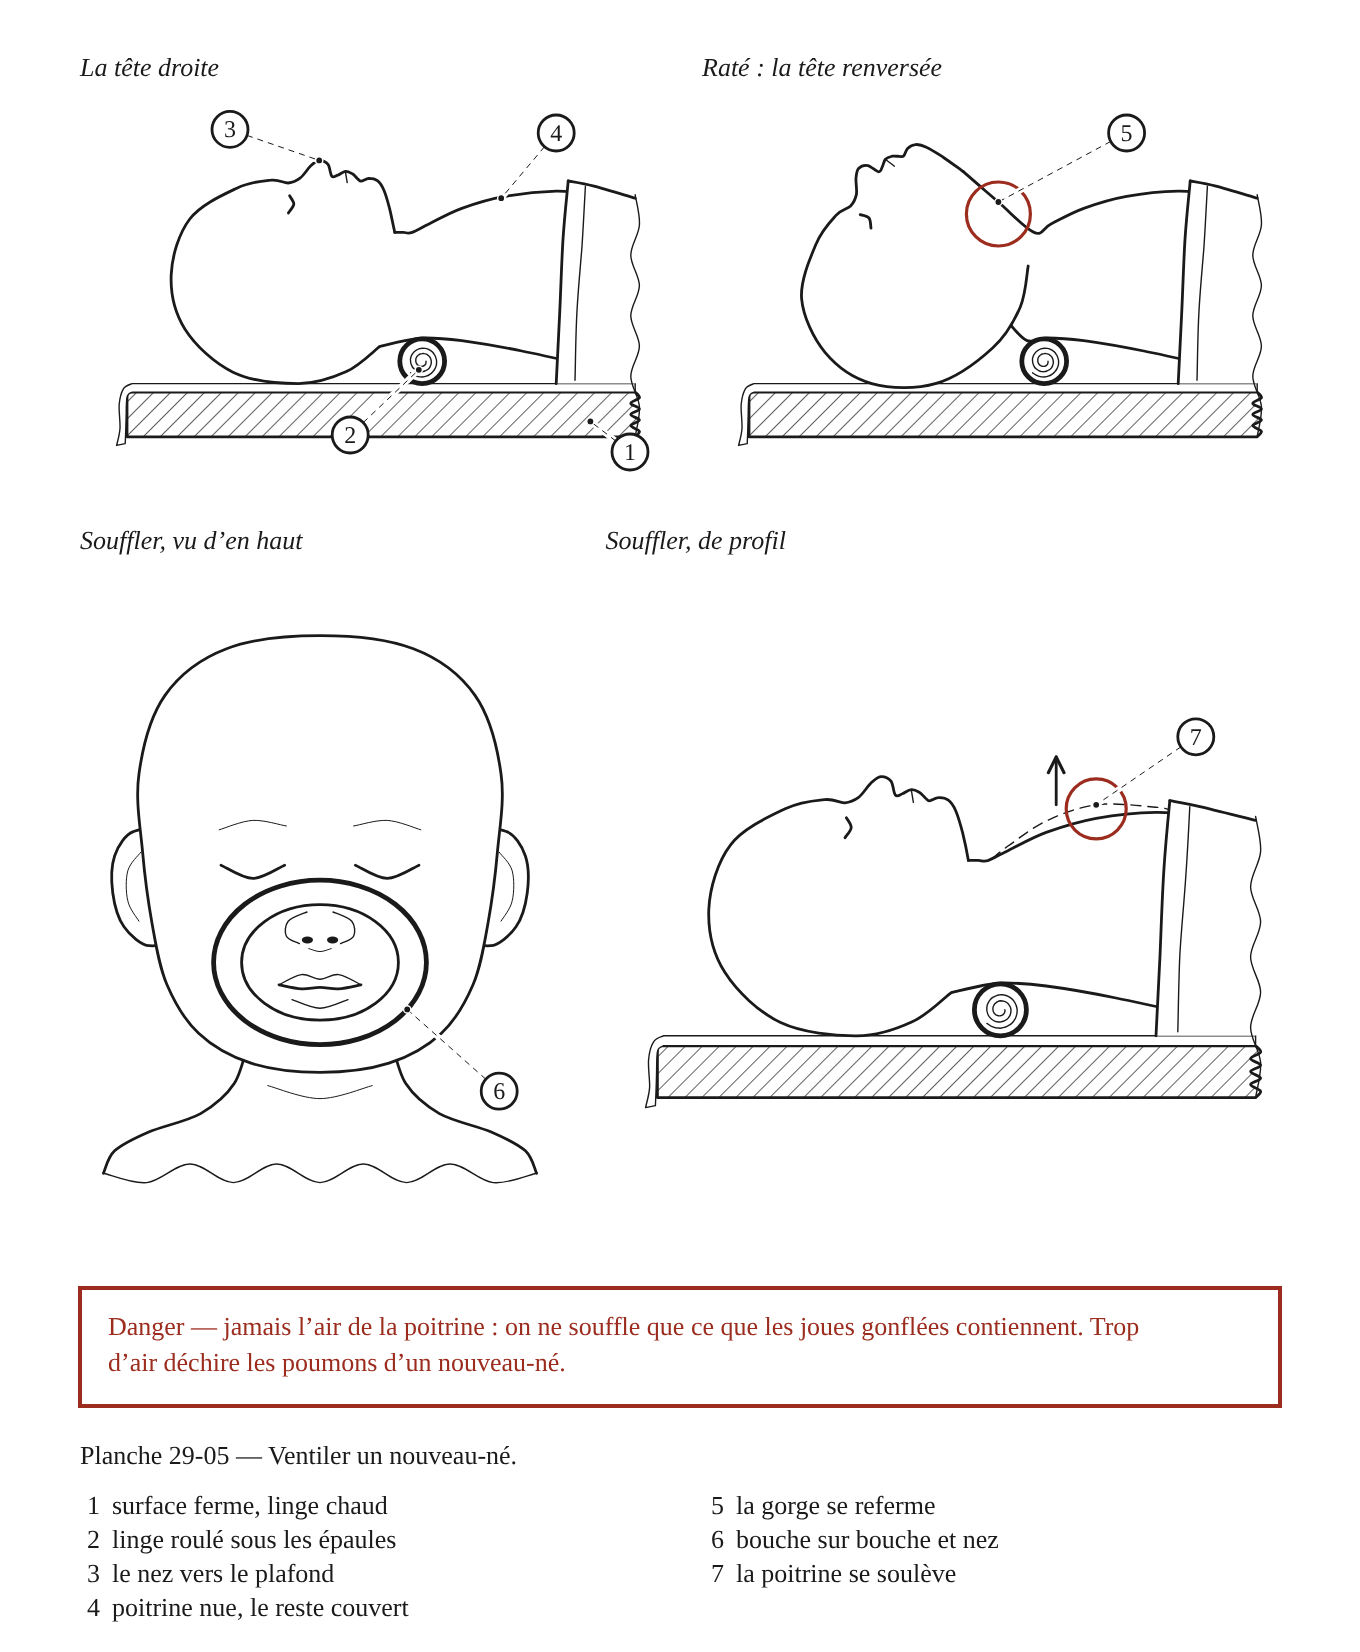 La tête droite
Raté : la tête renversée
3
4
5
2
1
Souffler, vu d’en haut
Souffler, de profil
7
6
Danger — jamais l’air de la poitrine : on ne souffle que ce que les joues gonflées contiennent. Trop
d’air déchire les poumons d’un nouveau-né.
Planche 29-05 — Ventiler un nouveau-né.
1 surface ferme, linge chaud
2 linge roulé sous les épaules
3 le nez vers le plafond
4 poitrine nue, le reste couvert
5 la gorge se referme
6 bouche sur bouche et nez
7 la poitrine se soulève